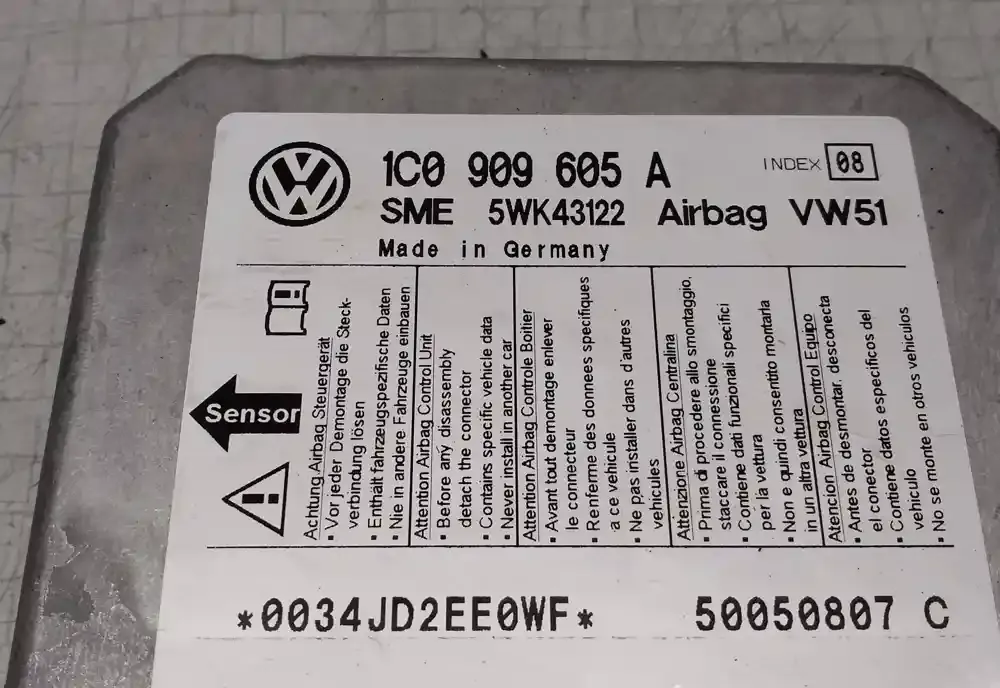 1C0 909 605 A
INDEX 08
SME 5WK43122 Airbag VW51
Made in Germany
Sensor
Achtung Airbag Steuergerät
• Vor jeder Demontage die Steck-
verbindung lösen
• Enthält fahrzeugspezifische Daten
• Nie in andere Fahrzeuge einbauen
Attention Airbag Control Unit
• Before any disassembly
detach the connector
• Contains specific vehicle data
• Never install in another car
Attention Airbag Controle Boitier
• Avant tout demontage enlever
le connecteur
• Renferme des donnees specifiques
a ce vehicule
• Ne pas installer dans d'autres
vehicules
Attenzione Airbag Centralina
• Prima di procedere allo smontaggio,
staccare il connessione
• Contiene dati funzionali specifici
per la vettura
• Non e quindi consentito montarla
in un altra vettura
Atencion Airbag Control Equipo
• Antes de desmontar, desconecta
el conector
• Contiene datos especificos del
vehiculo
• No se monte en otros vehiculos
*0034JD2EE0WF*
50050807 C